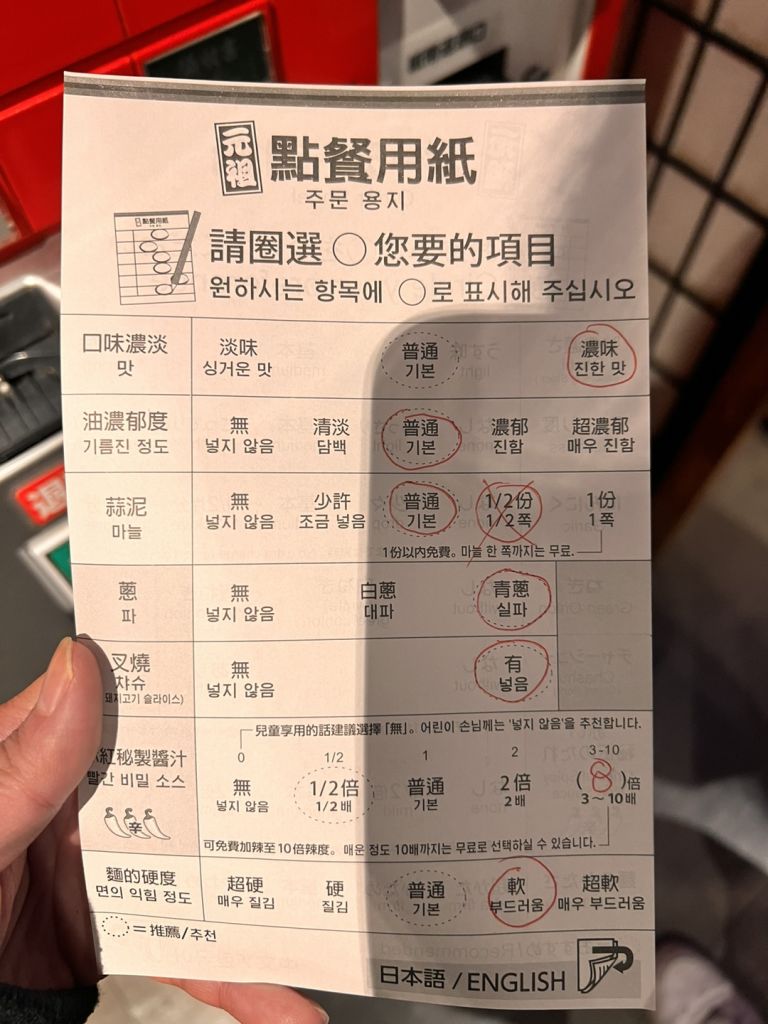 元祖 點餐用紙
주문 용지
點餐用紙
請圈選 ○ 您要的項目
원하시는 항목에 ○로 표시해 주십시오
口味濃淡 淡味 普通 濃味
맛 싱거운 맛 기본 진한 맛
油濃郁度 無 清淡 普通 濃郁 超濃郁
기름진 정도 넣지 않음 담백 기본 진함 매우 진함
蒜泥 無 少許 普通 1/2份 1份
마늘 넣지 않음 조금 넣음 기본 1/2쪽 1쪽
1份以內免費。마늘 한 쪽까지는 무료.
蔥 無 白蔥 青蔥
파 넣지 않음 대파 실파
叉燒 無 有
챠슈 넣지 않음 넣음
돼지고기 슬라이스)
兒童享用的話建議選擇「無」。어린이 손님께는 '넣지 않음'을 추천합니다.
紅秘製醬汁 0 1/2 1 2 3-10
빨간 비밀 소스 無 1/2倍 普通 2倍 (8)倍
넣지 않음 1/2배 기본 2배 3～10배
辛
可免費加辣至10倍辣度。매운 정도 10배까지는 무료로 선택하실 수 있습니다.
麵的硬度 超硬 硬 普通 軟 超軟
면의 익힘 정도 매우 질김 질김 기본 부드러움 매우 부드러움
=推薦/추천
日本語 / ENGLISH